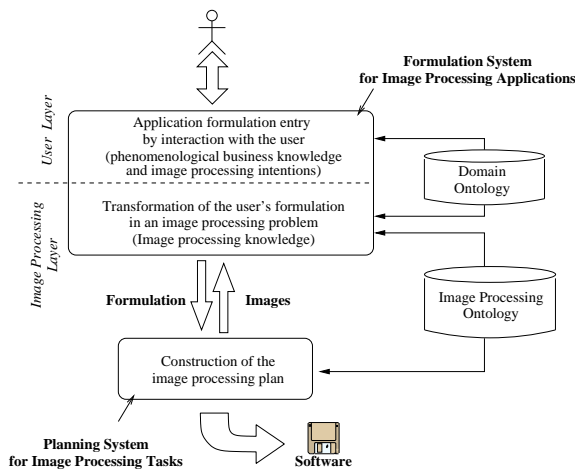 Formulation System
for Image Processing Applications
User Layer
Application formulation entry
by interaction with the user
(phenomenological business knowledge
and image processing intentions)
Domain
Ontology
Image Processing
Layer
Transformation of the user's formulation
in an image processing problem
(Image processing knowledge)
Formulation
Images
Image Processing
Ontology
Construction of the
image processing plan
Planning System
for Image Processing Tasks
Software